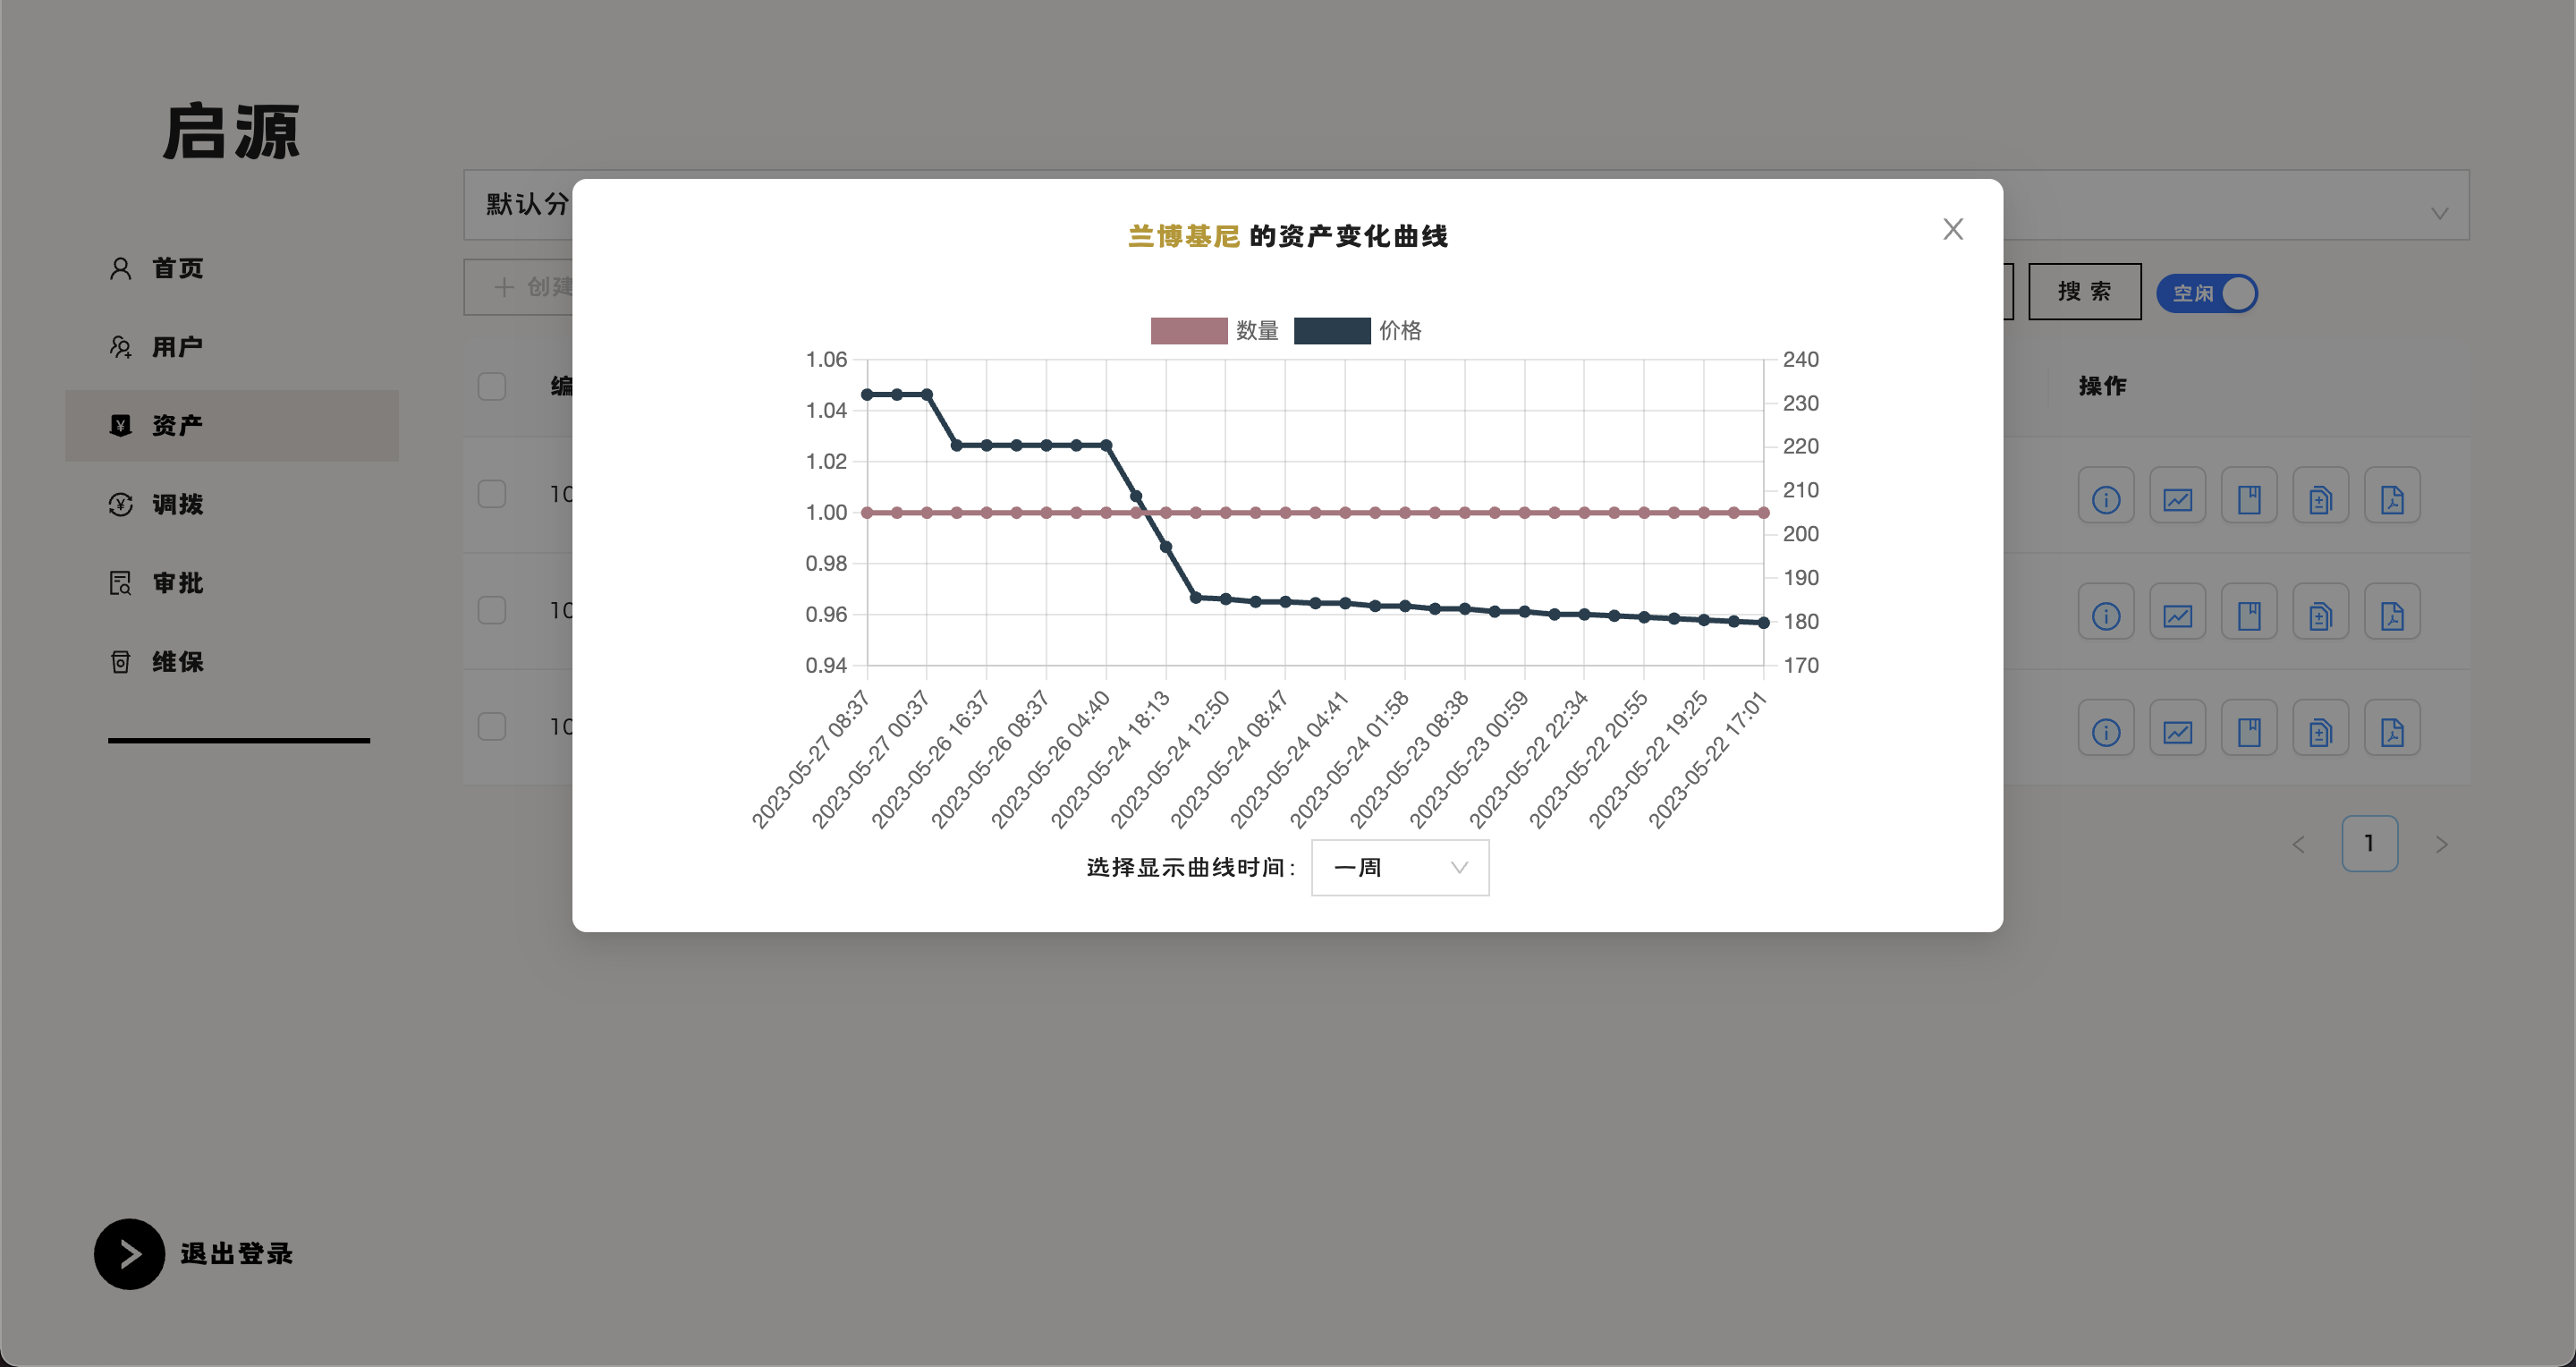 启源
首页
用户
资产
调拨
审批
维保
退出登录
默认分
创建
搜索
空闲
编
操作
10
10
10
1
兰博基尼 的资产变化曲线
数量 价格
1.06
1.04
1.02
1.00
0.98
0.96
0.94
240
230
220
210
200
190
180
170
2023-05-27 08:37
2023-05-27 00:37
2023-05-26 16:37
2023-05-26 08:37
2023-05-26 04:40
2023-05-24 18:13
2023-05-24 12:50
2023-05-24 08:47
2023-05-24 04:41
2023-05-24 01:58
2023-05-23 08:38
2023-05-23 00:59
2023-05-22 22:34
2023-05-22 20:55
2023-05-22 19:25
2023-05-22 17:01
选择显示曲线时间: 一周